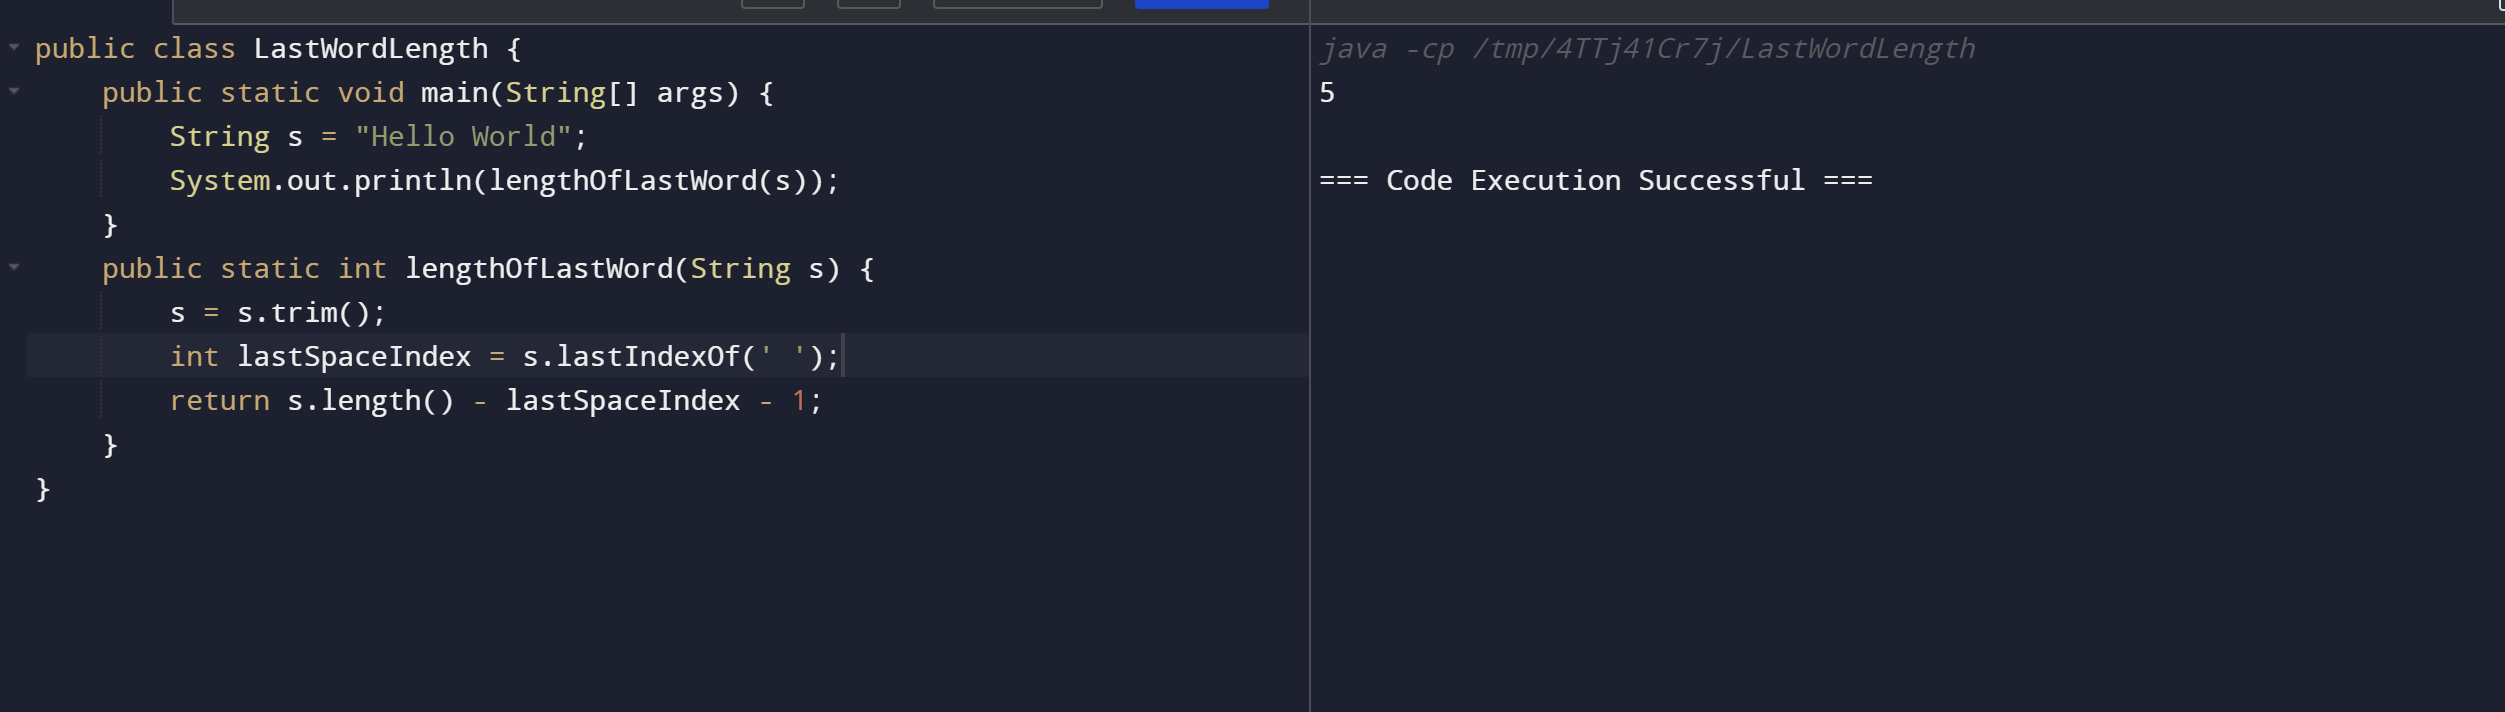 public class LastWordLength {
    public static void main(String[] args) {
        String s = "Hello World";
        System.out.println(lengthOfLastWord(s));
    }
    public static int lengthOfLastWord(String s) {
        s = s.trim();
        int lastSpaceIndex = s.lastIndexOf(' ');
        return s.length() - lastSpaceIndex - 1;
    }
}
java -cp /tmp/4TTj41Cr7j/LastWordLength
5
=== Code Execution Successful ===